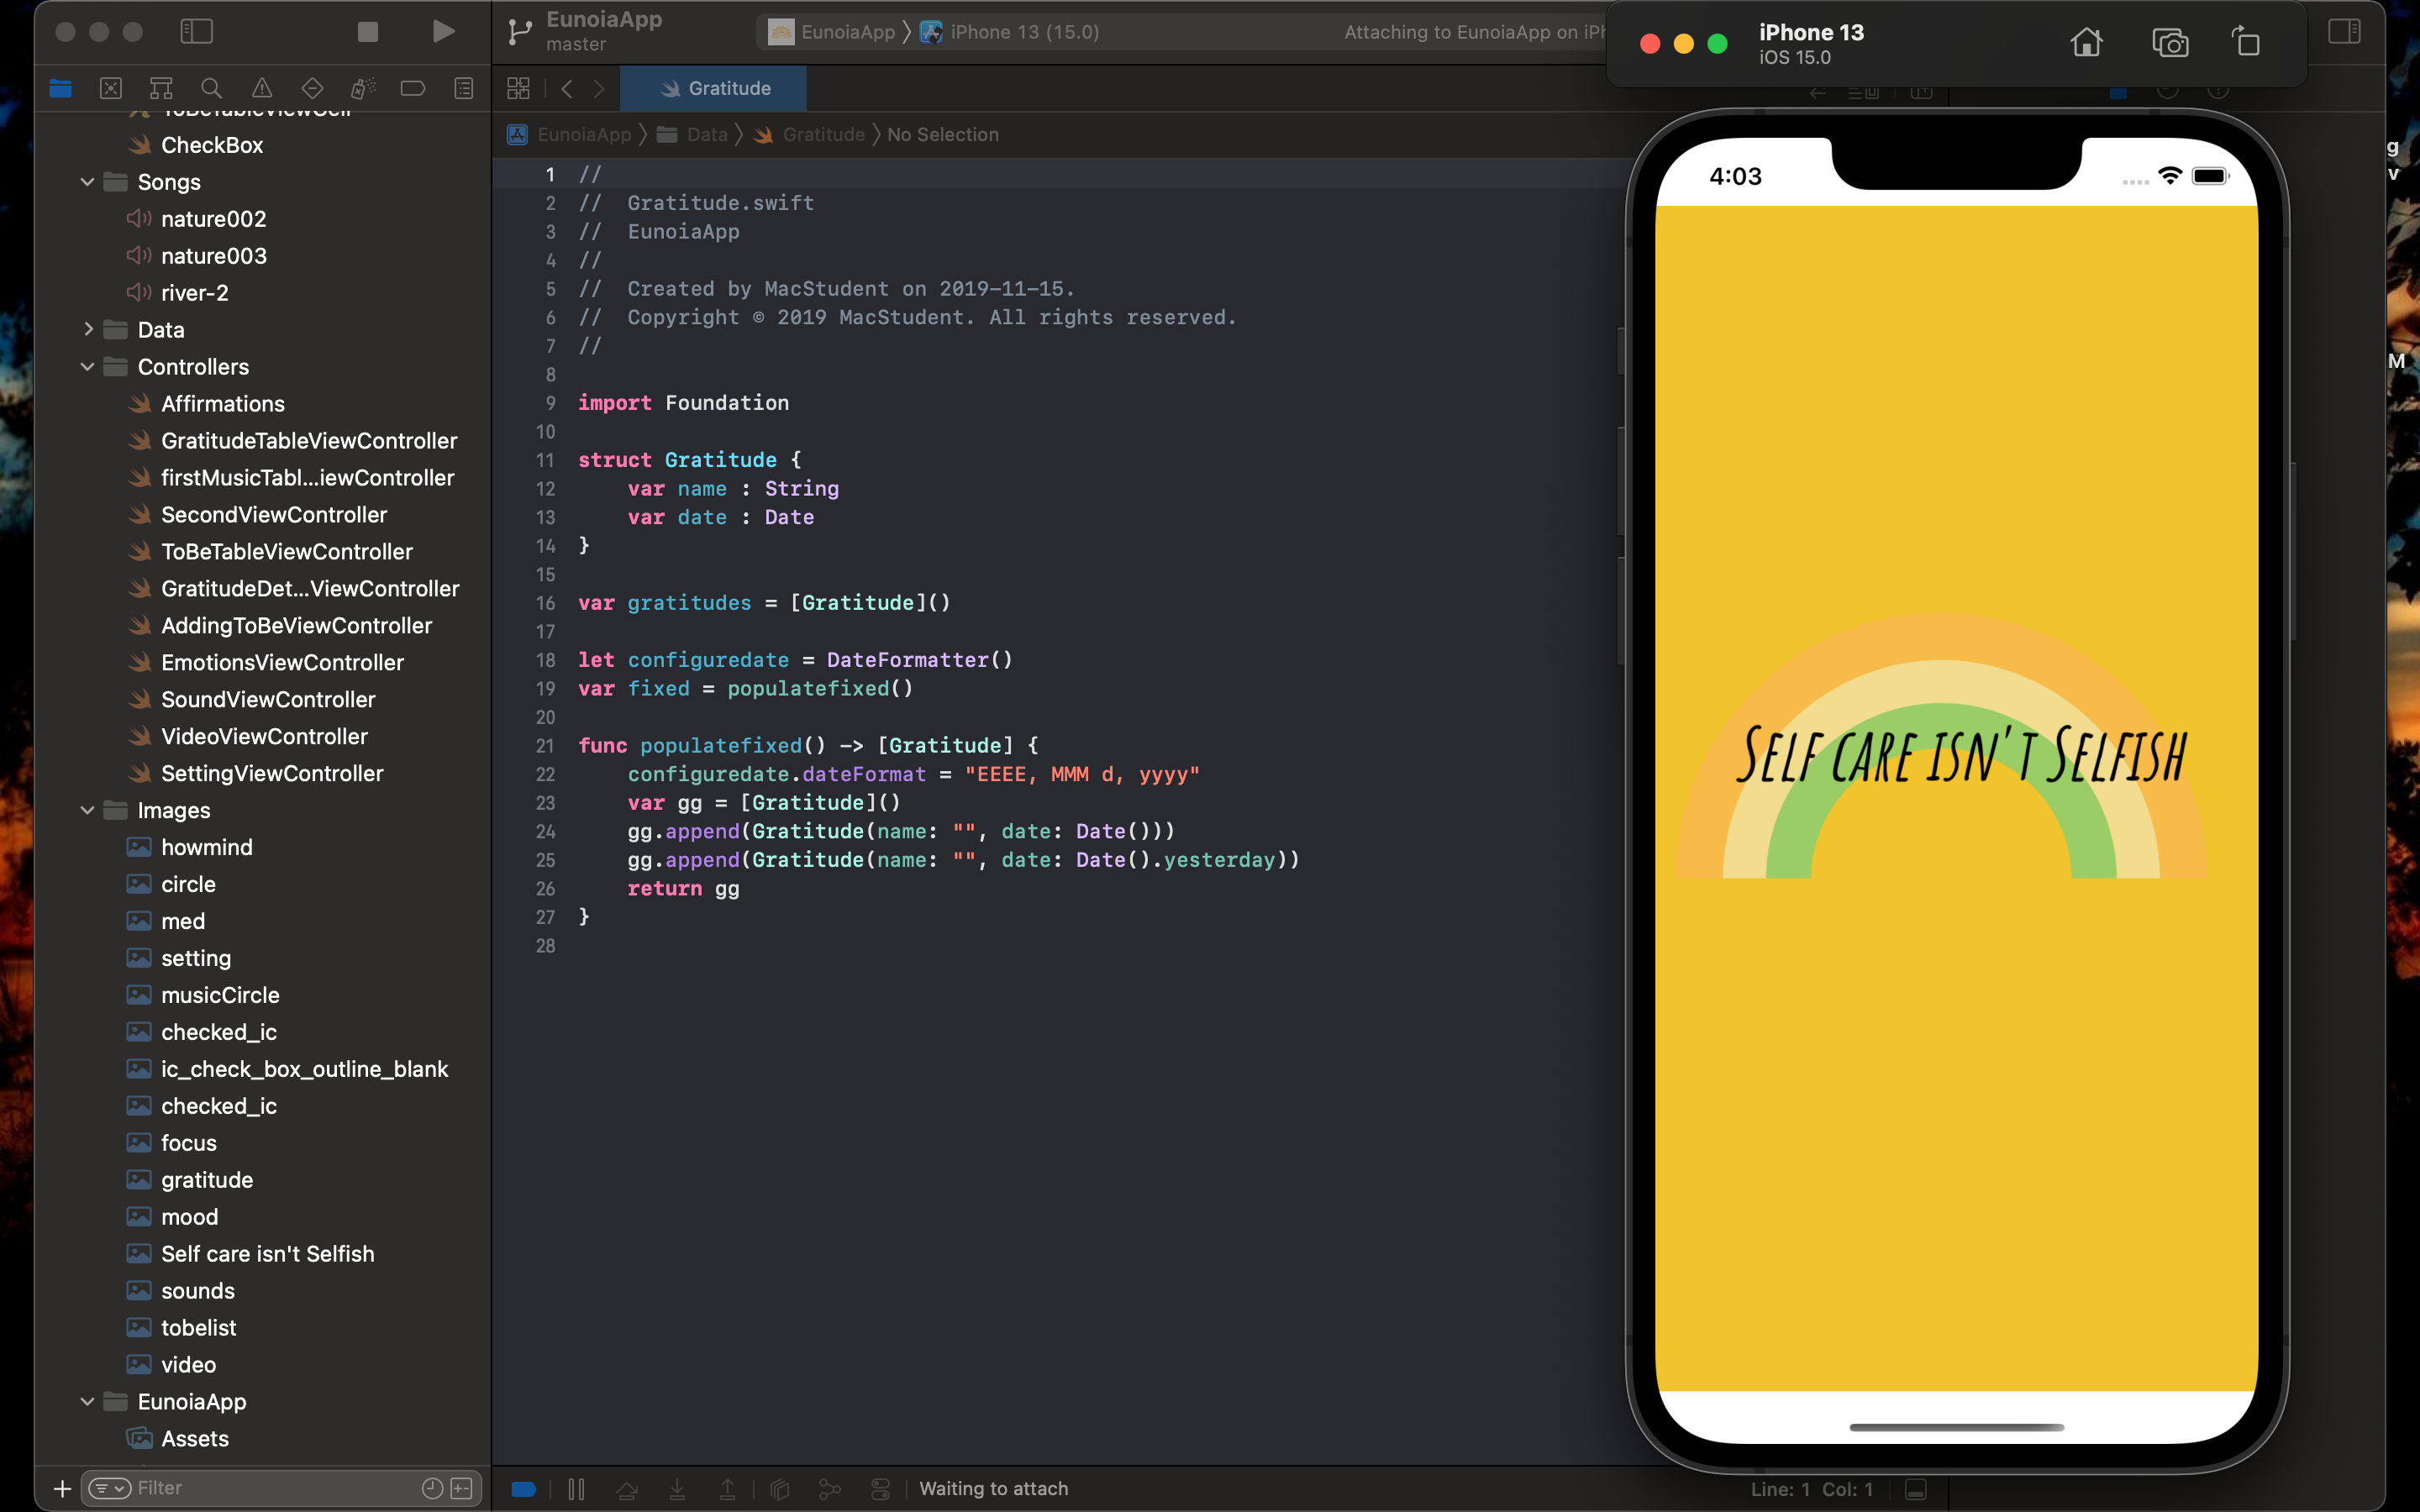 EunoiaApp
master
EunoiaApp
iPhone 13 (15.0)
Attaching to EunoiaApp on iPh
iPhone 13
iOS 15.0
Gratitude
EunoiaApp
Data
Gratitude
No Selection
ToBeTableViewCell
CheckBox
Songs
nature002
nature003
river-2
Data
Controllers
Affirmations
GratitudeTableViewController
firstMusicTabl...iewController
SecondViewController
ToBeTableViewController
GratitudeDet...ViewController
AddingToBeViewController
EmotionsViewController
SoundViewController
VideoViewController
SettingViewController
Images
howmind
circle
med
setting
musicCircle
checked_ic
ic_check_box_outline_blank
checked_ic
focus
gratitude
mood
Self care isn't Selfish
sounds
tobelist
video
EunoiaApp
Assets
Filter
1 //
2 //  Gratitude.swift
3 //  EunoiaApp
4 //
5 //  Created by MacStudent on 2019-11-15.
6 //  Copyright © 2019 MacStudent. All rights reserved.
7 //
8
9 import Foundation
10
11 struct Gratitude {
12     var name : String
13     var date : Date
14 }
15
16 var gratitudes = [Gratitude]()
17
18 let configuredate = DateFormatter()
19 var fixed = populatefixed()
20
21 func populatefixed() -> [Gratitude] {
22     configuredate.dateFormat = "EEEE, MMM d, yyyy"
23     var gg = [Gratitude]()
24     gg.append(Gratitude(name: "", date: Date()))
25     gg.append(Gratitude(name: "", date: Date().yesterday))
26     return gg
27 }
28
4:03
Self care isn't Selfish
Waiting to attach
Line: 1 Col: 1
g
v
M